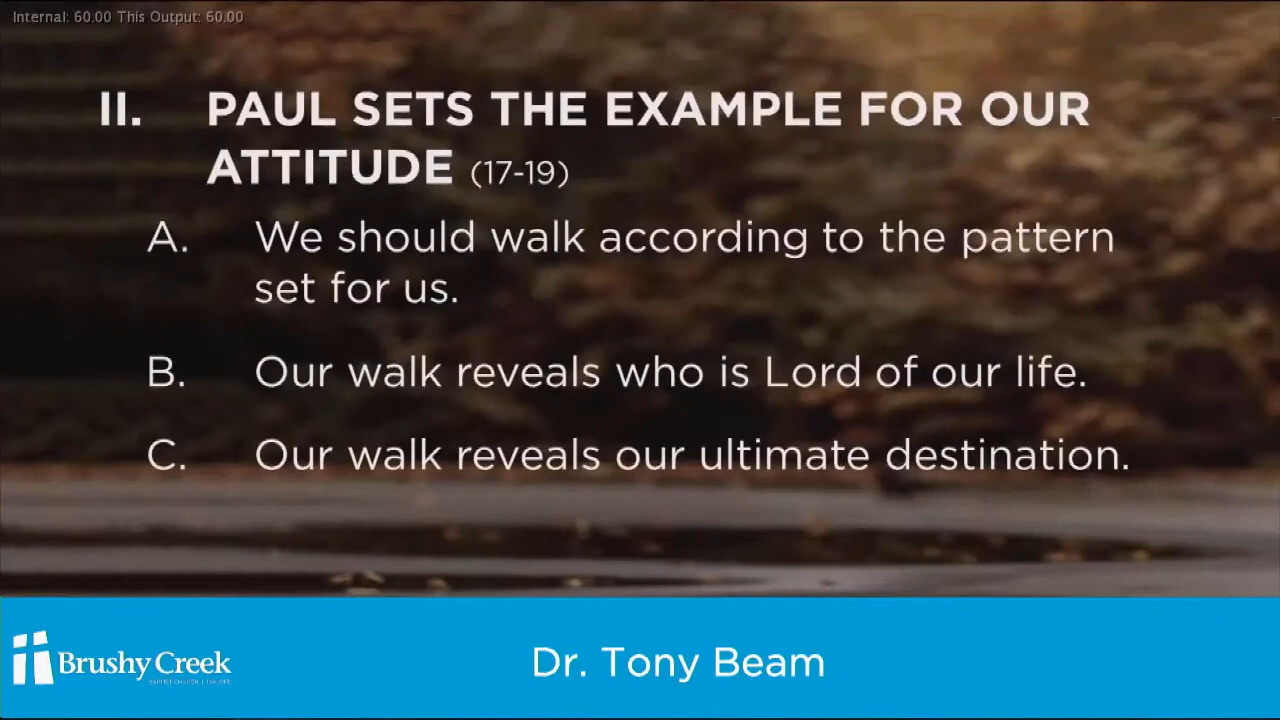 Internal: 60.00 This Output: 60.00
II. PAUL SETS THE EXAMPLE FOR OUR
ATTITUDE (17-19)
A. We should walk according to the pattern
set for us.
B. Our walk reveals who is Lord of our life.
C. Our walk reveals our ultimate destination.
Brushy Creek
Dr. Tony Beam